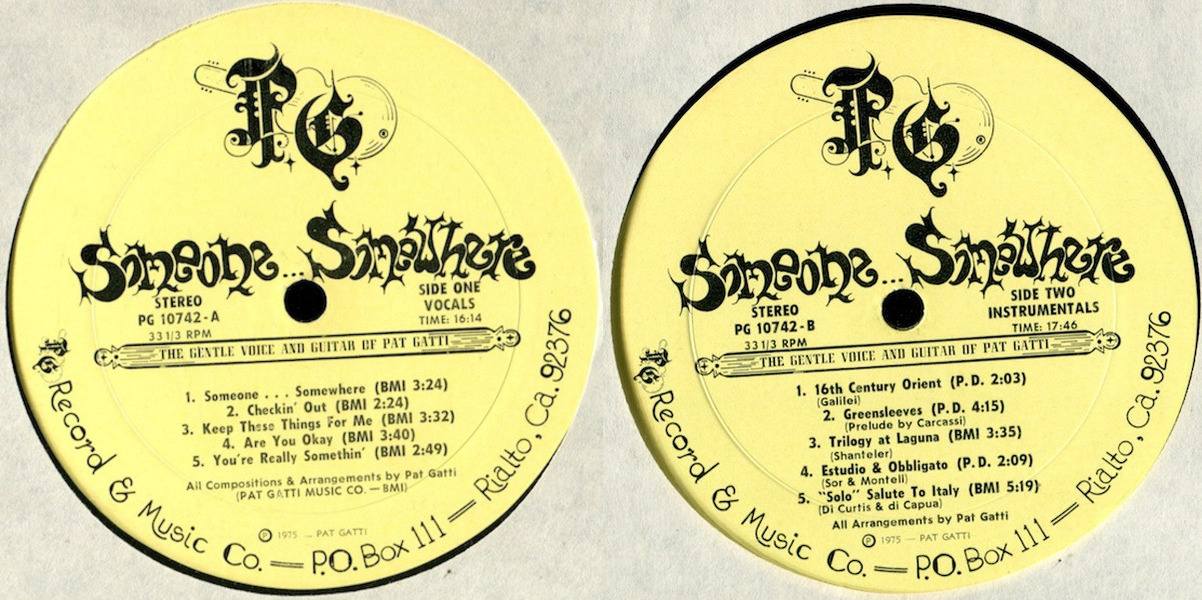 PG
Someone...Somewhere
STEREO
PG 10742-A
33 1/3 RPM
SIDE ONE
VOCALS
TIME: 16:14
THE GENTLE VOICE AND GUITAR OF PAT GATTI
1. Someone . . . Somewhere (BMI 3:24)
2. Checkin' Out (BMI 2:24)
3. Keep These Things For Me (BMI 3:32)
4. Are You Okay (BMI 3:40)
5. You're Really Somethin' (BMI 2:49)
All Compositions & Arrangements by Pat Gatti
(PAT GATTI MUSIC CO. — BMI)
Ⓟ 1975 — PAT GATTI
PG Record & Music Co. — P.O. Box 111 — Rialto, Ca. 92376
PG
Someone...Somewhere
STEREO
PG 10742-B
33 1/3 RPM
SIDE TWO
INSTRUMENTALS
TIME: 17:46
THE GENTLE VOICE AND GUITAR OF PAT GATTI
1. 16th Century Orient (P.D. 2:03)
(Galilei)
2. Greensleeves (P.D. 4:15)
(Prelude by Carcassi)
3. Trilogy at Laguna (BMI 3:35)
(Shanteler)
4. Estudio & Obbligato (P.D. 2:09)
(Sor & Montell)
5. "Solo" Salute To Italy (BMI 5:19)
(Di Curtis & di Capua)
All Arrangements by Pat Gatti
Ⓟ 1975 — PAT GATTI
PG Record & Music Co. — P.O. Box 111 — Rialto, Ca. 92376